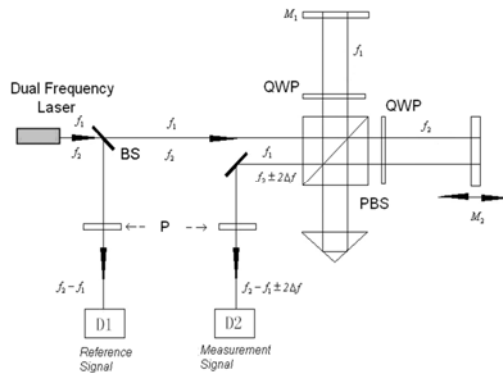 M₁
f₁
QWP
QWP
Dual Frequency
Laser
f₁
f₁
f₂
f₂
BS
f₂
f₁
f₂ ± 2Δf
PBS
M₂
P
f₂ − f₁
f₂ − f₁ ± 2Δf
D1
D2
Reference
Signal
Measurement
Signal